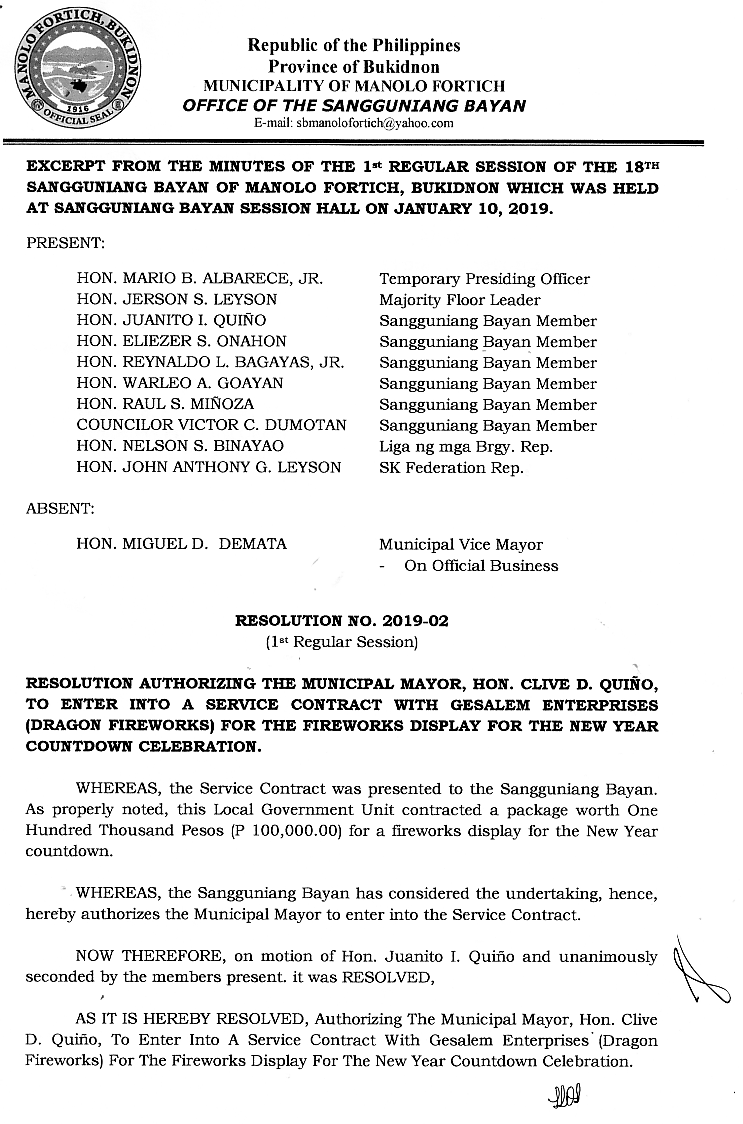 MANOLO FORTICH, BUKIDNON
1916
OFFICIAL SEAL
Republic of the Philippines
Province of Bukidnon
MUNICIPALITY OF MANOLO FORTICH
OFFICE OF THE SANGGUNIANG BAYAN
E-mail: sbmanolofortich@yahoo.com
EXCERPT FROM THE MINUTES OF THE 1st REGULAR SESSION OF THE 18TH
SANGGUNIANG BAYAN OF MANOLO FORTICH, BUKIDNON WHICH WAS HELD
AT SANGGUNIANG BAYAN SESSION HALL ON JANUARY 10, 2019.
PRESENT:
HON. MARIO B. ALBARECE, JR. Temporary Presiding Officer
HON. JERSON S. LEYSON Majority Floor Leader
HON. JUANITO I. QUIÑO Sangguniang Bayan Member
HON. ELIEZER S. ONAHON Sangguniang Bayan Member
HON. REYNALDO L. BAGAYAS, JR. Sangguniang Bayan Member
HON. WARLEO A. GOAYAN Sangguniang Bayan Member
HON. RAUL S. MIÑOZA Sangguniang Bayan Member
COUNCILOR VICTOR C. DUMOTAN Sangguniang Bayan Member
HON. NELSON S. BINAYAO Liga ng mga Brgy. Rep.
HON. JOHN ANTHONY G. LEYSON SK Federation Rep.
ABSENT:
HON. MIGUEL D. DEMATA Municipal Vice Mayor
- On Official Business
RESOLUTION NO. 2019-02
(1st Regular Session)
RESOLUTION AUTHORIZING THE MUNICIPAL MAYOR, HON. CLIVE D. QUIÑO,
TO ENTER INTO A SERVICE CONTRACT WITH GESALEM ENTERPRISES
(DRAGON FIREWORKS) FOR THE FIREWORKS DISPLAY FOR THE NEW YEAR
COUNTDOWN CELEBRATION.
WHEREAS, the Service Contract was presented to the Sangguniang Bayan.
As properly noted, this Local Government Unit contracted a package worth One
Hundred Thousand Pesos (P 100,000.00) for a fireworks display for the New Year
countdown.
WHEREAS, the Sangguniang Bayan has considered the undertaking, hence,
hereby authorizes the Municipal Mayor to enter into the Service Contract.
NOW THEREFORE, on motion of Hon. Juanito I. Quiño and unanimously
seconded by the members present. it was RESOLVED,
AS IT IS HEREBY RESOLVED, Authorizing The Municipal Mayor, Hon. Clive
D. Quiño, To Enter Into A Service Contract With Gesalem Enterprises (Dragon
Fireworks) For The Fireworks Display For The New Year Countdown Celebration.